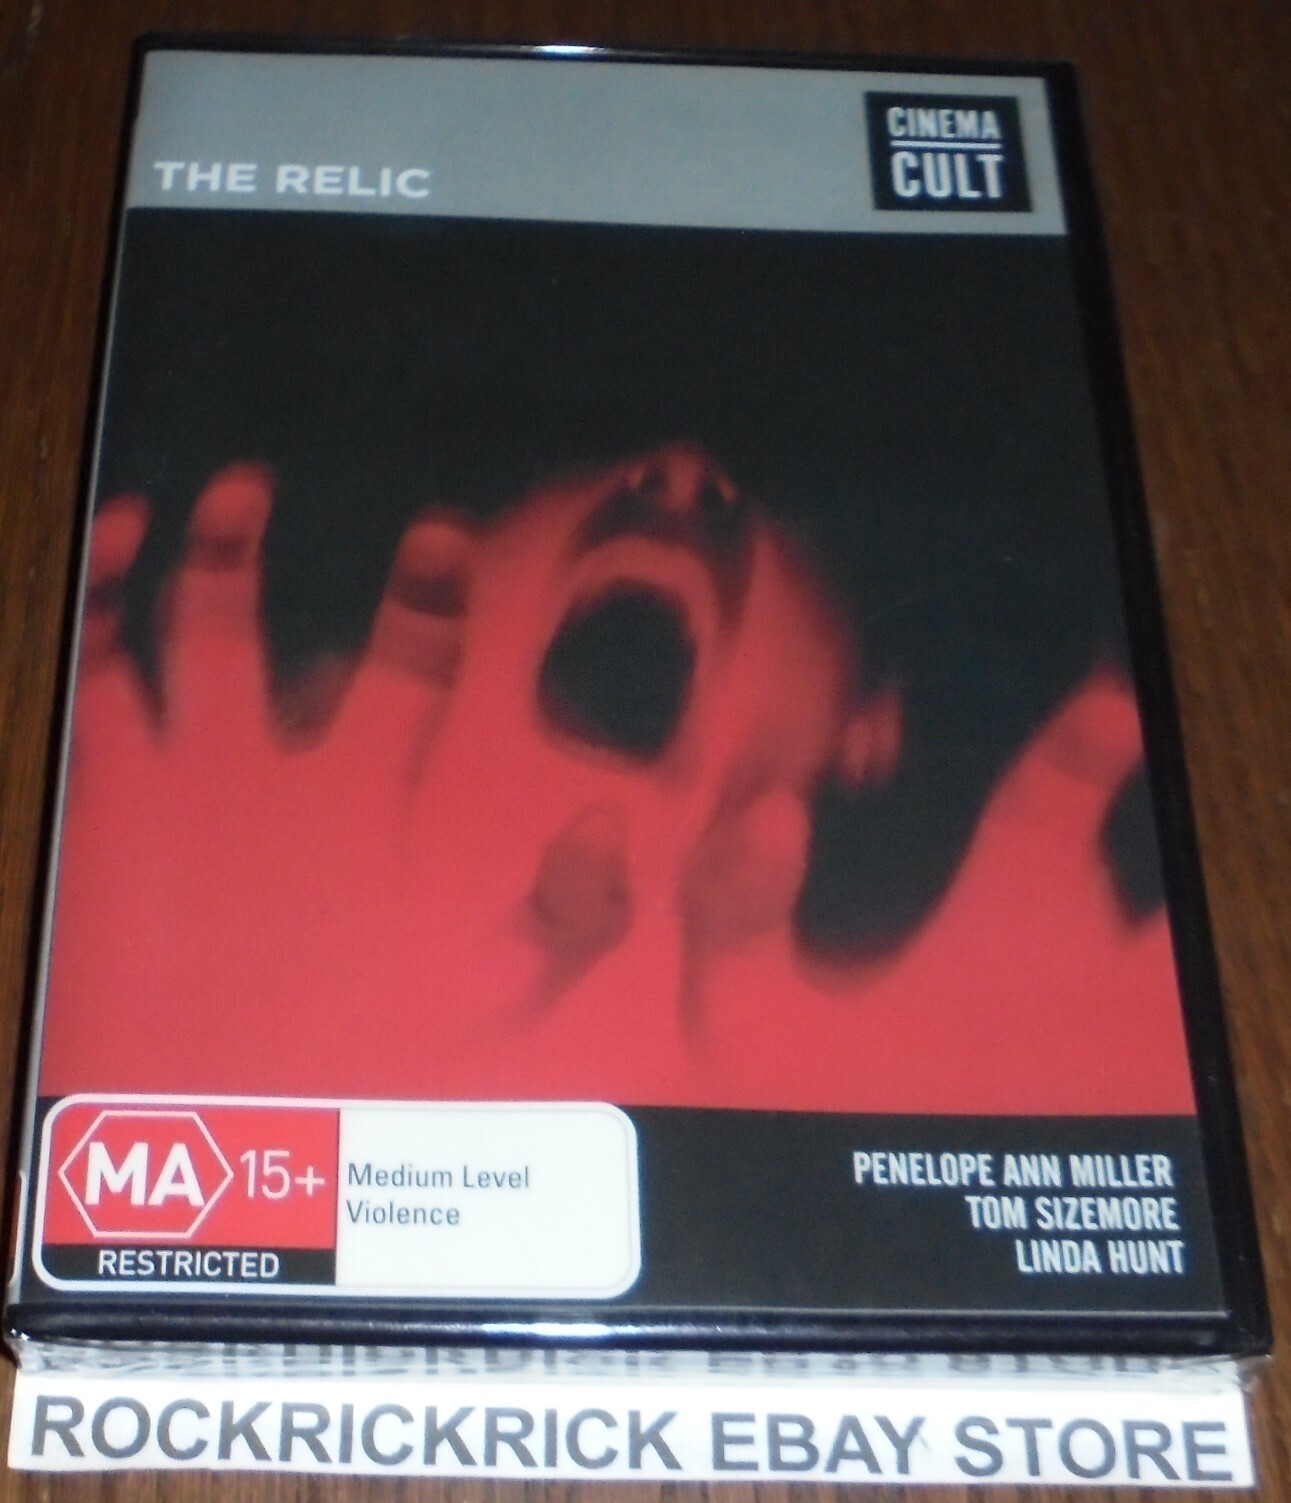 THE RELIC
CINEMA
CULT
MA 15+
RESTRICTED
Medium Level
Violence
PENELOPE ANN MILLER
TOM SIZEMORE
LINDA HUNT
ROCKRICKRICK EBAY STORE